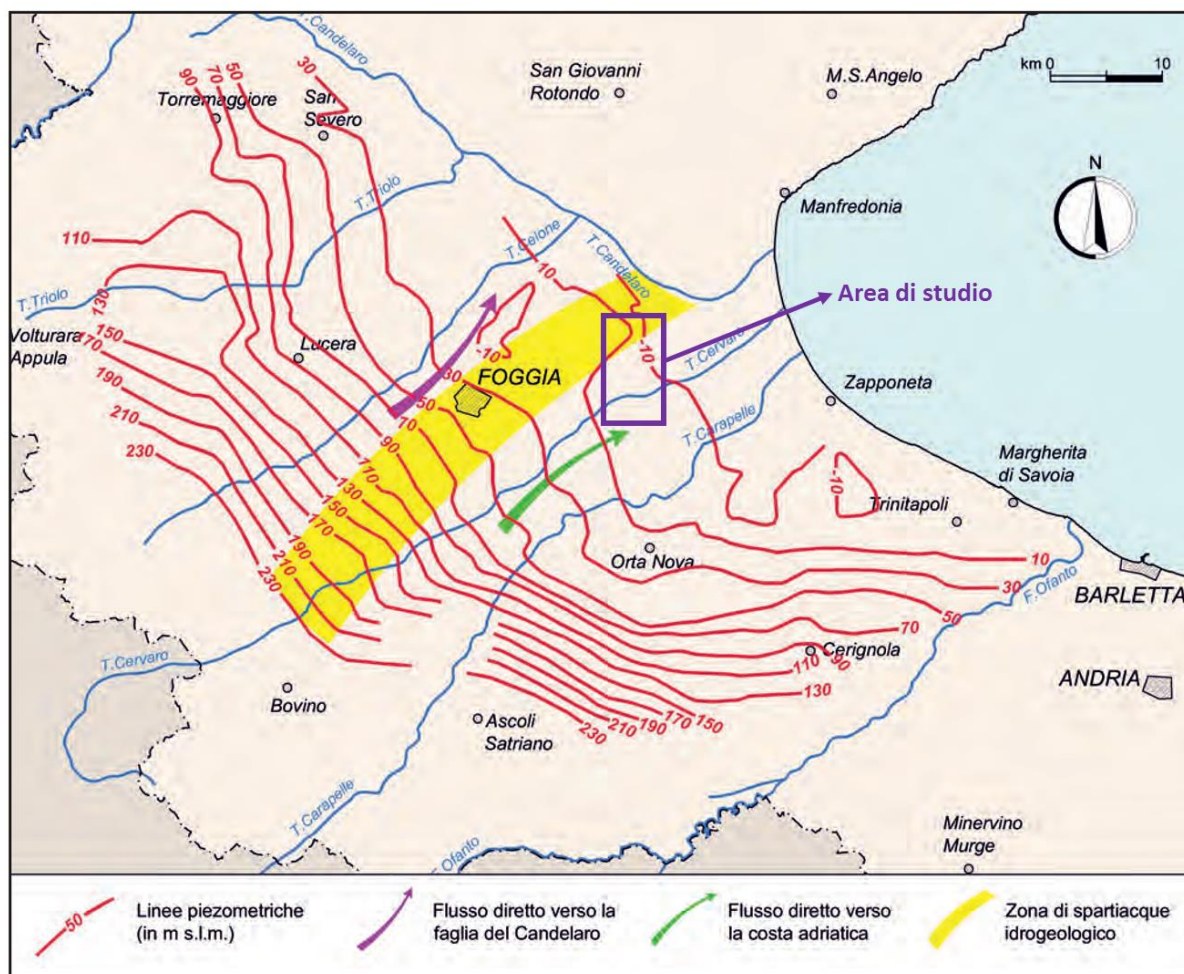 T.Candelaro
90
70
50
30
Torremaggiore
San
Severo
San Giovanni
Rotondo
M.S.Angelo
km 0
10
N
T.Triolo
Manfredonia
110
T.Celone
10
T.Candelaro
130
T.Triolo
Volturara
Appula
150
170
190
210
230
Lucera
-10
FOGGIA
30
50
70
90
110
130
150
170
190
210
230
-10
T.Cervaro
Area di studio
Zapponeta
T.Carapelle
Margherita
di Savoia
-10
Trinitapoli
Orta Nova
10
30
50
70
90
110
130
F.Ofanto
BARLETTA
Cerignola
ANDRIA
T.Cervaro
Bovino
Ascoli
Satriano
230
210
190
170
150
T.Carapelle
F.Ofanto
Minervino
Murge
50
Linee piezometriche
(in m s.l.m.)
Flusso diretto verso la
faglia del Candelaro
Flusso diretto verso
la costa adriatica
Zona di spartiacque
idrogeologico